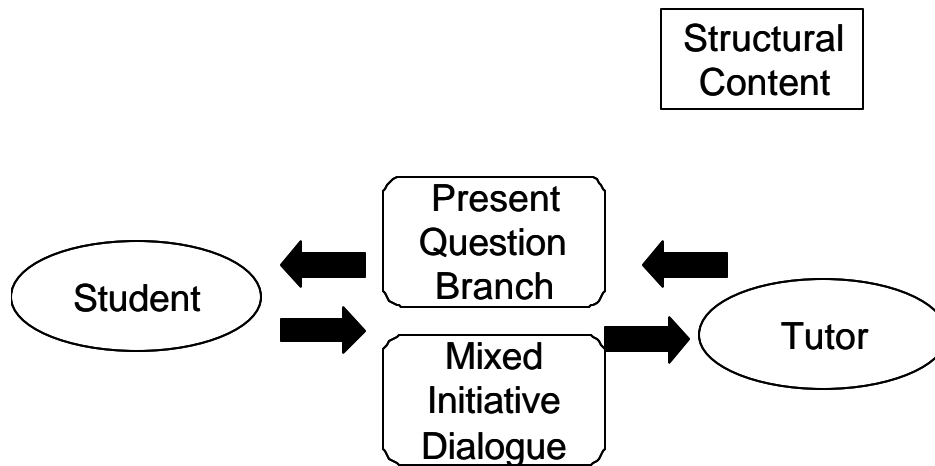 Structural
Content
Present
Question
Branch
Student
Tutor
Mixed
Initiative
Dialogue